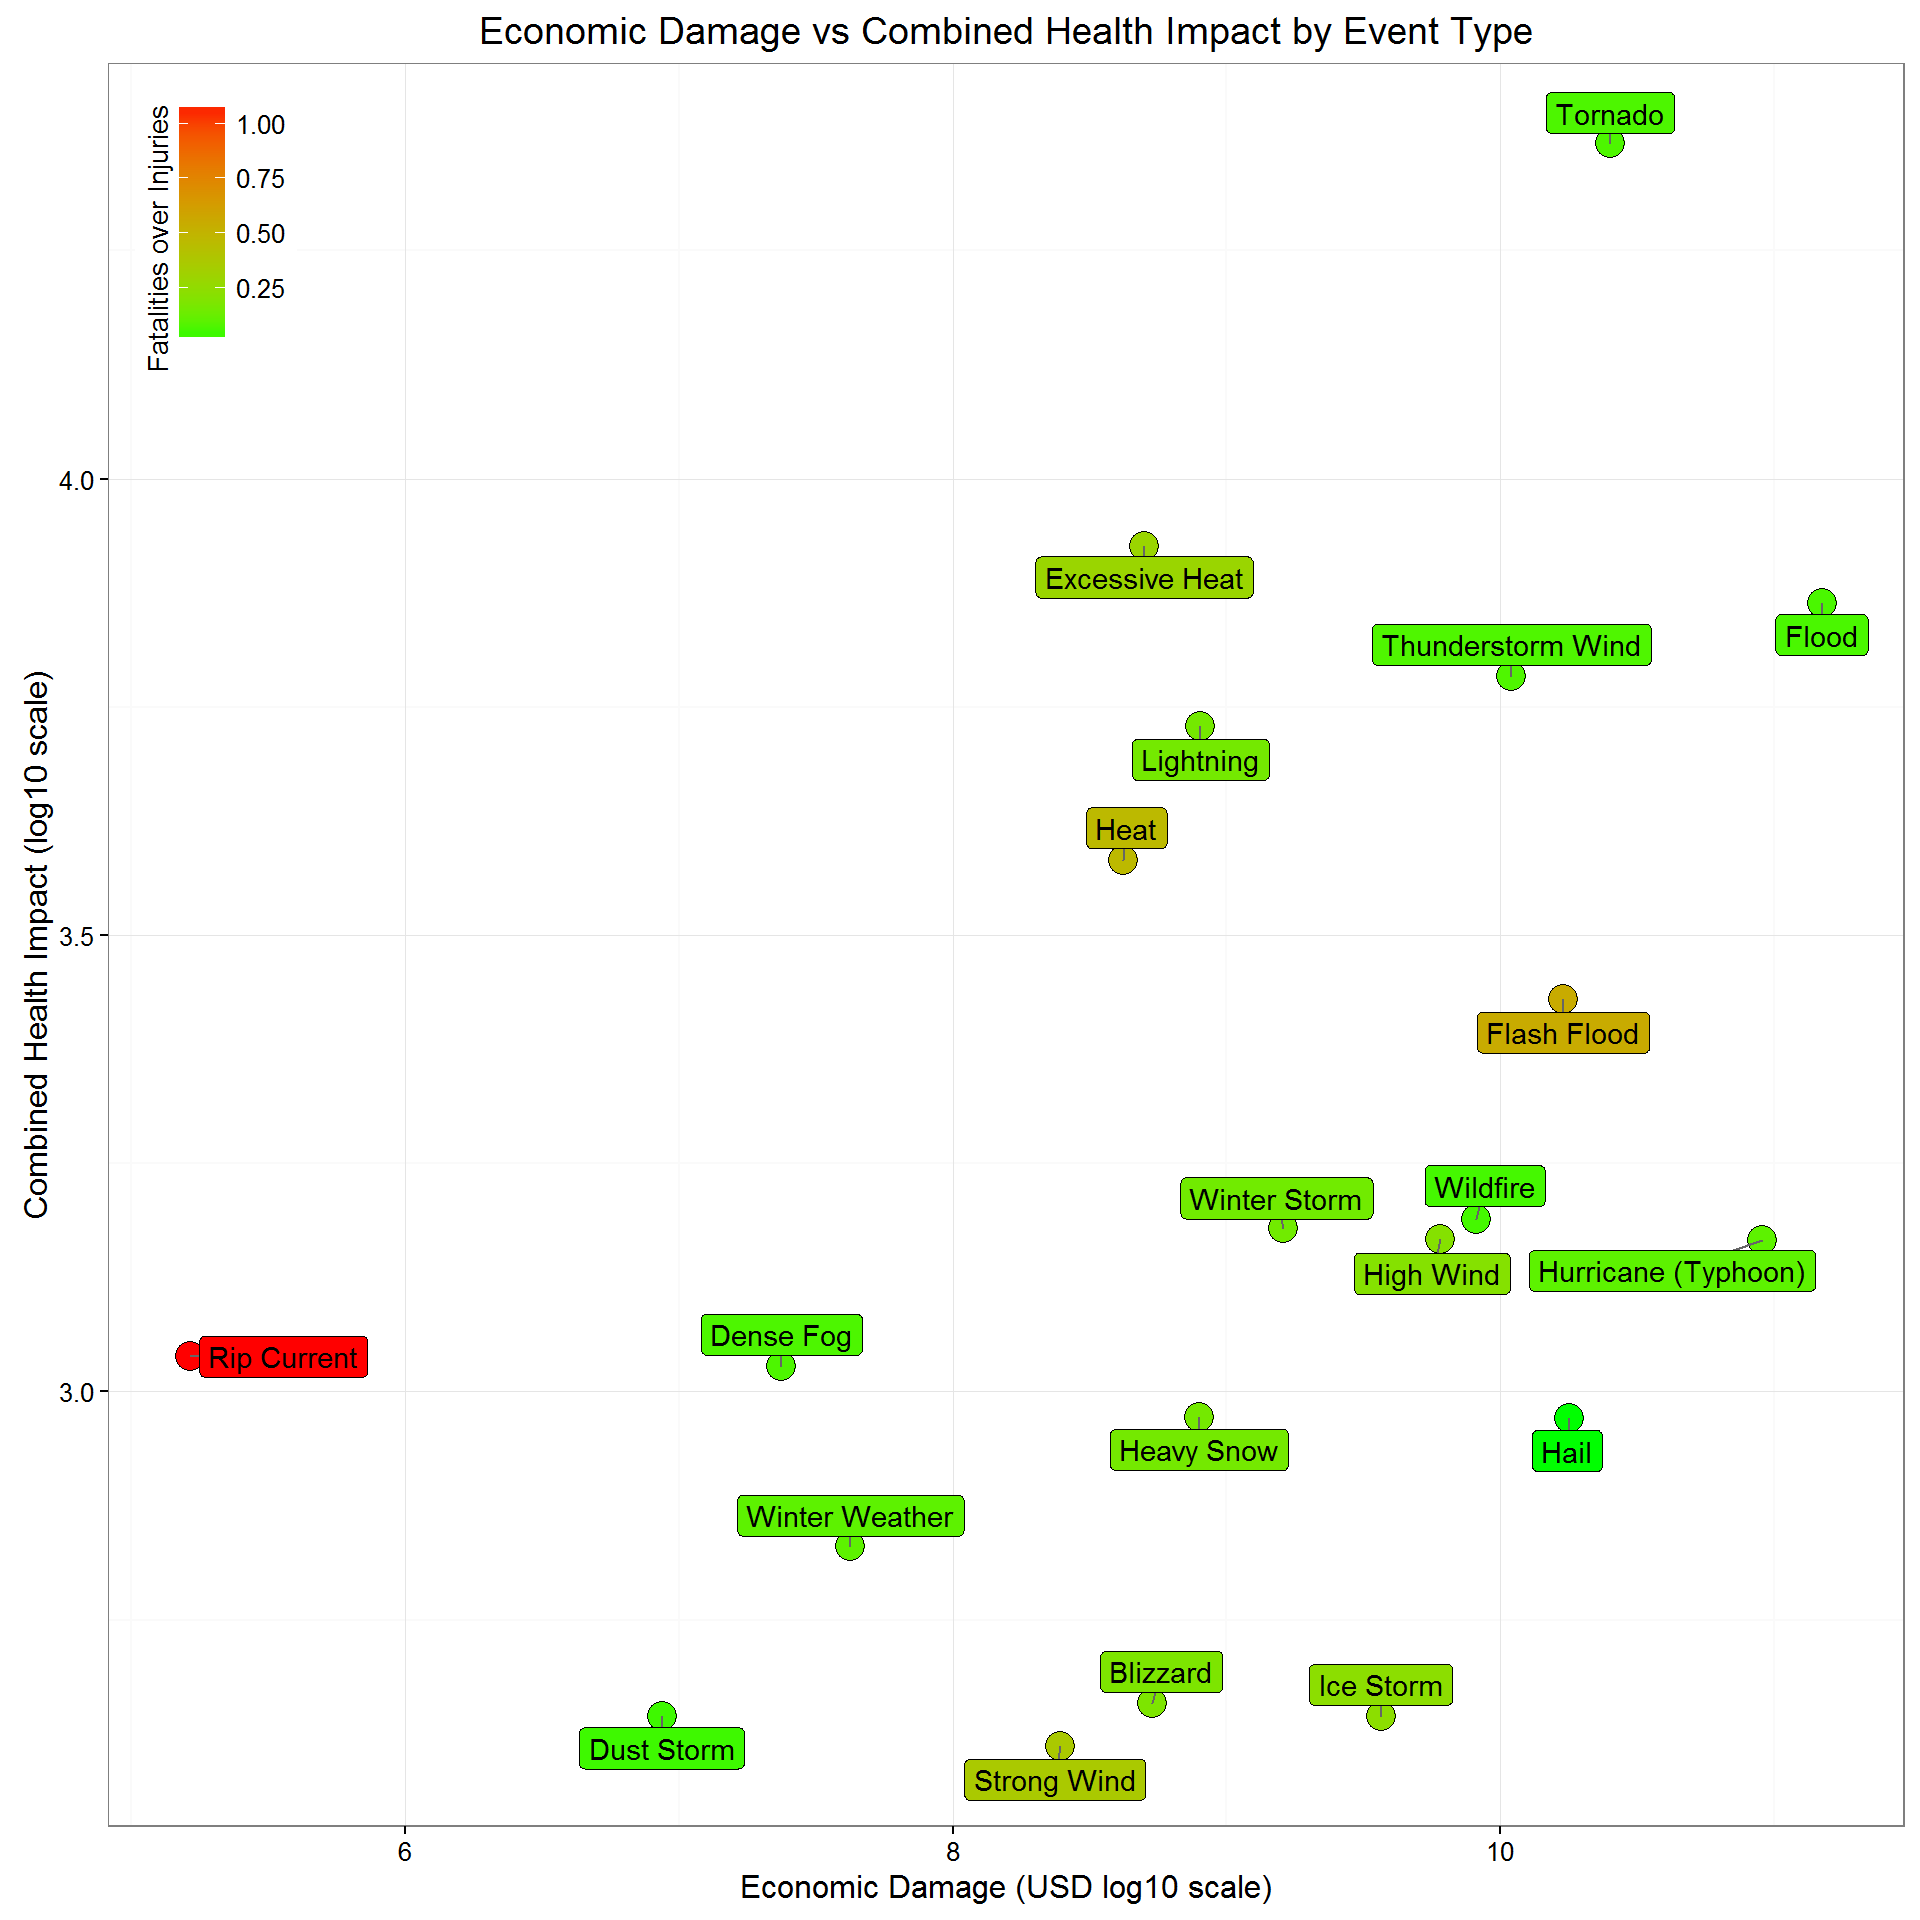 Economic Damage vs Combined Health Impact by Event Type
Fatalities over Injuries
1.00
0.75
0.50
0.25
Combined Health Impact (log10 scale)
4.0
3.5
3.0
Tornado
Excessive Heat
Flood
Thunderstorm Wind
Lightning
Heat
Flash Flood
Wildfire
Winter Storm
High Wind
Hurricane (Typhoon)
Dense Fog
Rip Current
Heavy Snow
Hail
Winter Weather
Blizzard
Ice Storm
Dust Storm
Strong Wind
6
8
10
Economic Damage (USD log10 scale)